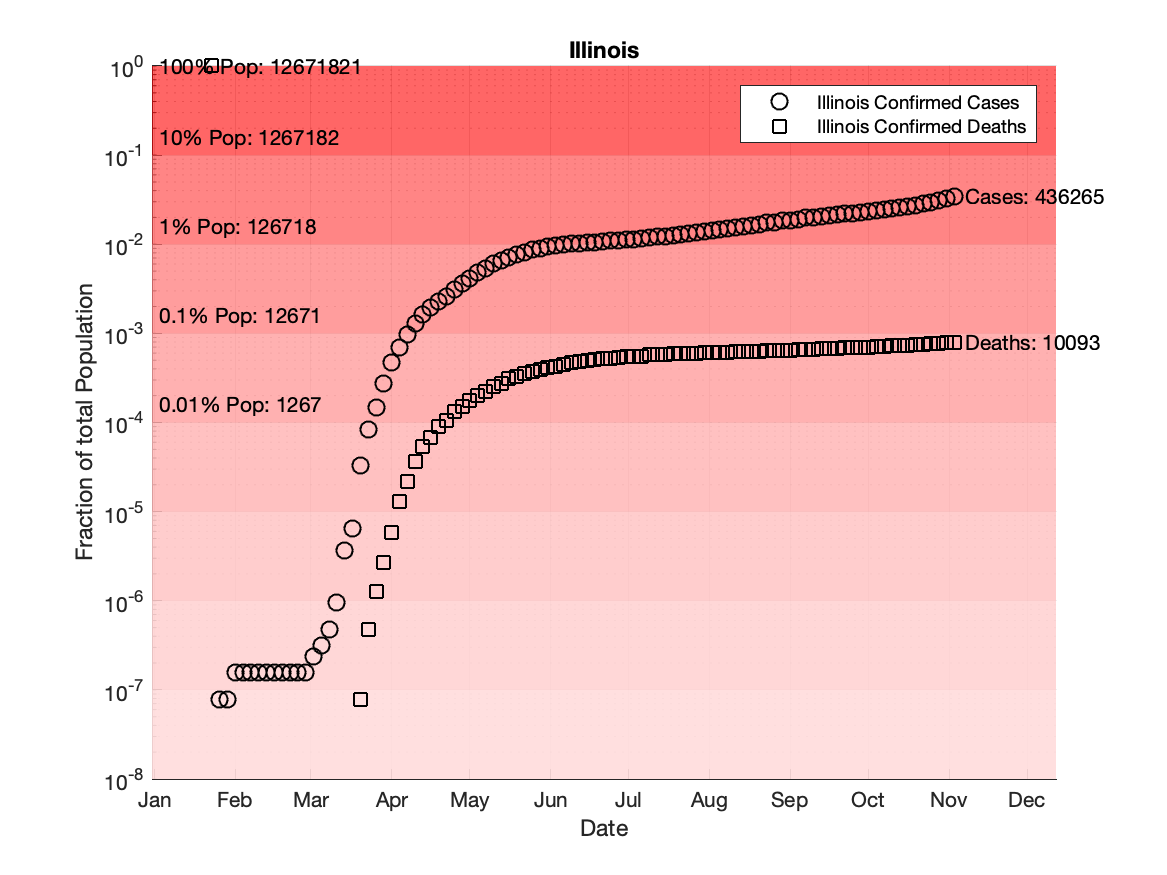 Illinois
10^0
100% Pop: 12671821
Illinois Confirmed Cases
Illinois Confirmed Deaths
10% Pop: 1267182
10^-1
Cases: 436265
1% Pop: 126718
10^-2
0.1% Pop: 12671
10^-3
Deaths: 10093
0.01% Pop: 1267
10^-4
10^-5
10^-6
10^-7
10^-8
Fraction of total Population
Jan Feb Mar Apr May Jun Jul Aug Sep Oct Nov Dec
Date